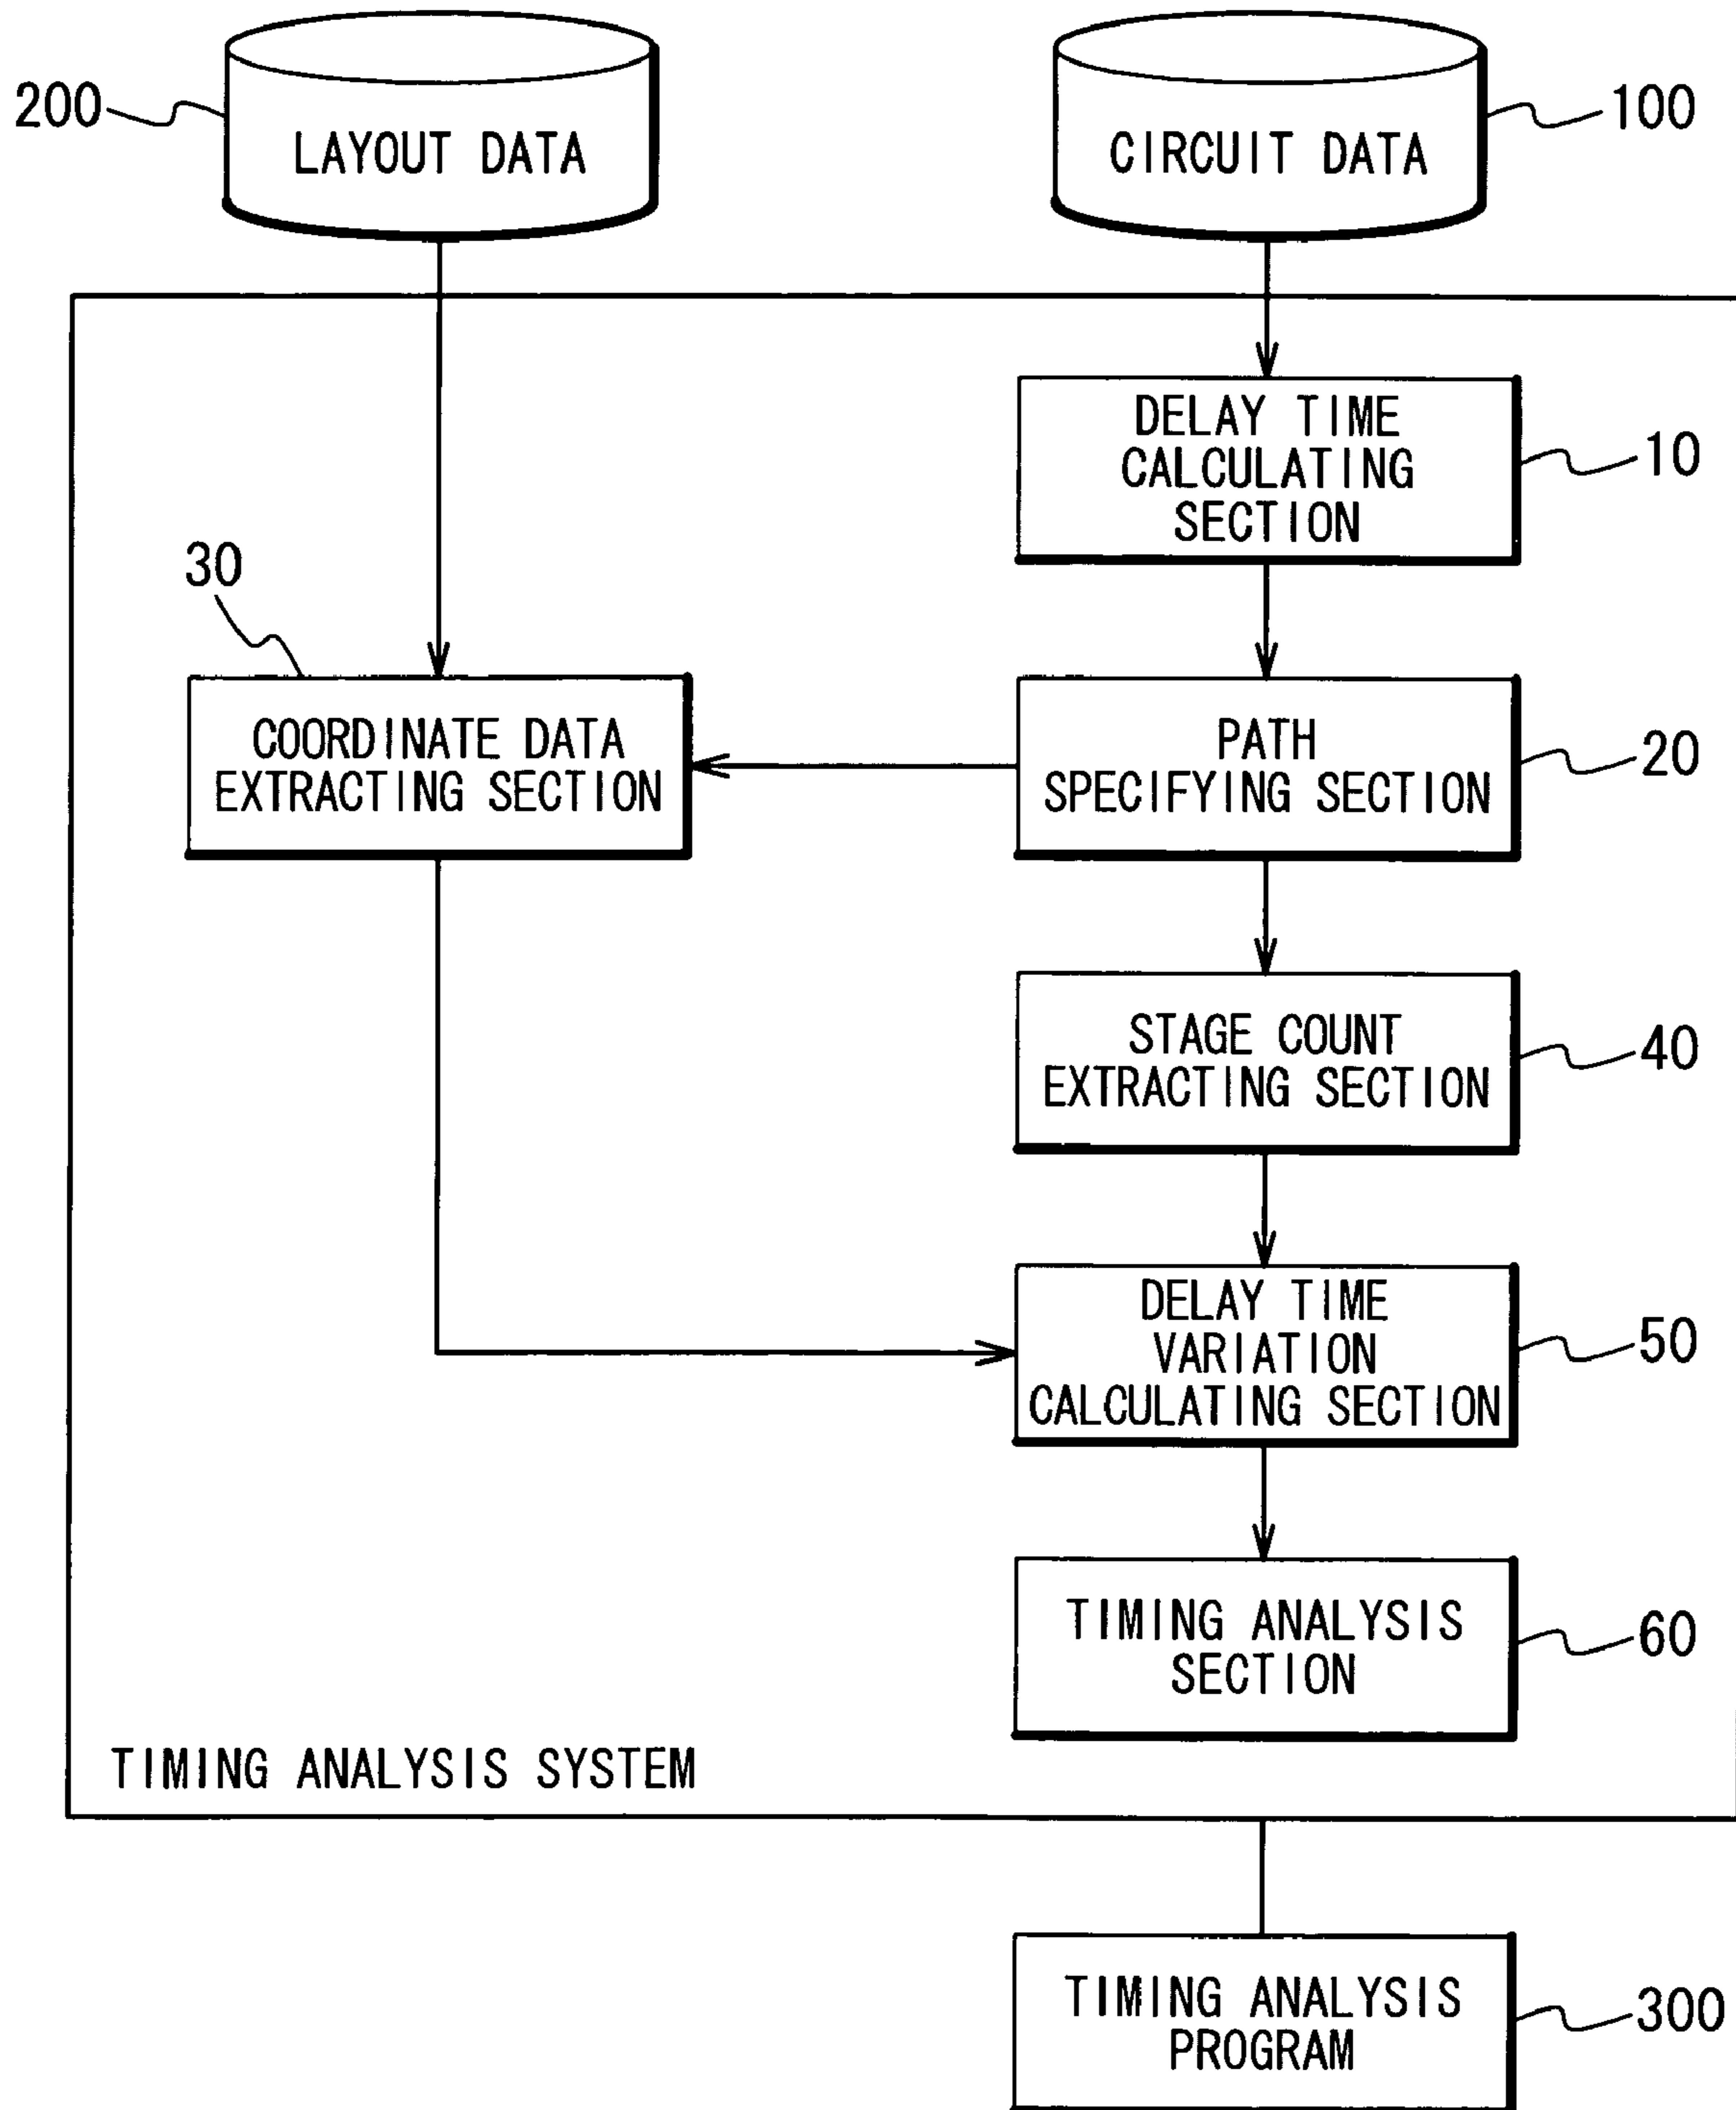 200
LAYOUT DATA
CIRCUIT DATA
100
DELAY TIME
CALCULATING
SECTION
10
30
COORDINATE DATA
EXTRACTING SECTION
PATH
SPECIFYING SECTION
20
STAGE COUNT
EXTRACTING SECTION
40
DELAY TIME
VARIATION
CALCULATING SECTION
50
TIMING ANALYSIS
SECTION
60
TIMING ANALYSIS SYSTEM
TIMING ANALYSIS
PROGRAM
300